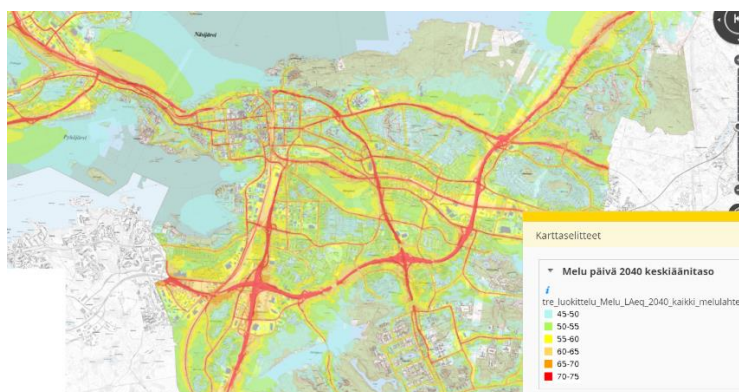 Näsijärvi
Pyhäjärvi
Karttaselitteet
Melu päivä 2040 keskiäänitaso
i
tre_luokittelu_Melu_LAeq_2040_kaikki_melulahte
45-50
50-55
55-60
60-65
65-70
70-75